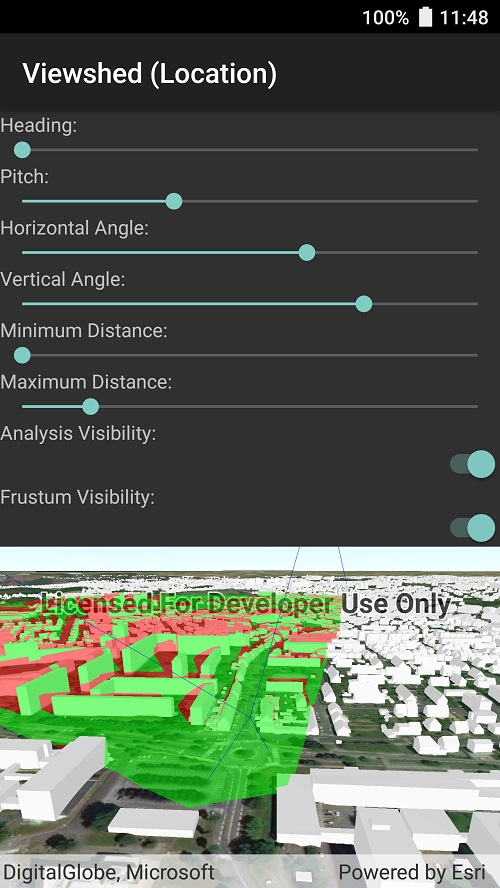 100% 11:48
Viewshed (Location)
Heading:
Pitch:
Horizontal Angle:
Vertical Angle:
Minimum Distance:
Maximum Distance:
Analysis Visibility:
Frustum Visibility:
Licensed For Developer Use Only
DigitalGlobe, Microsoft Powered by Esri